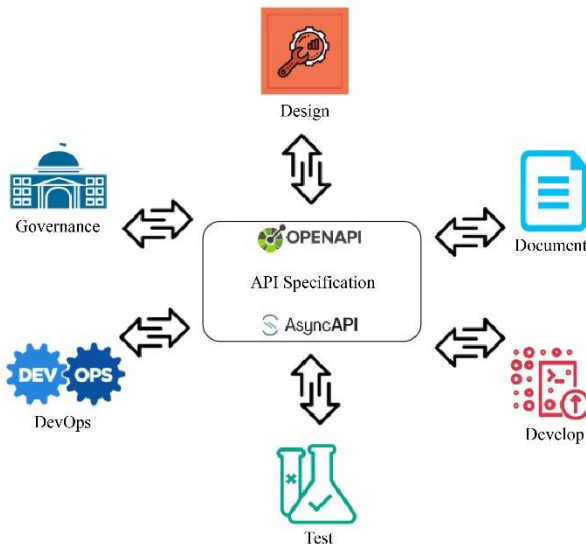 Design
Governance
Document
OPENAPI
API Specification
AsyncAPI
DEV OPS
DevOps
Develop
Test